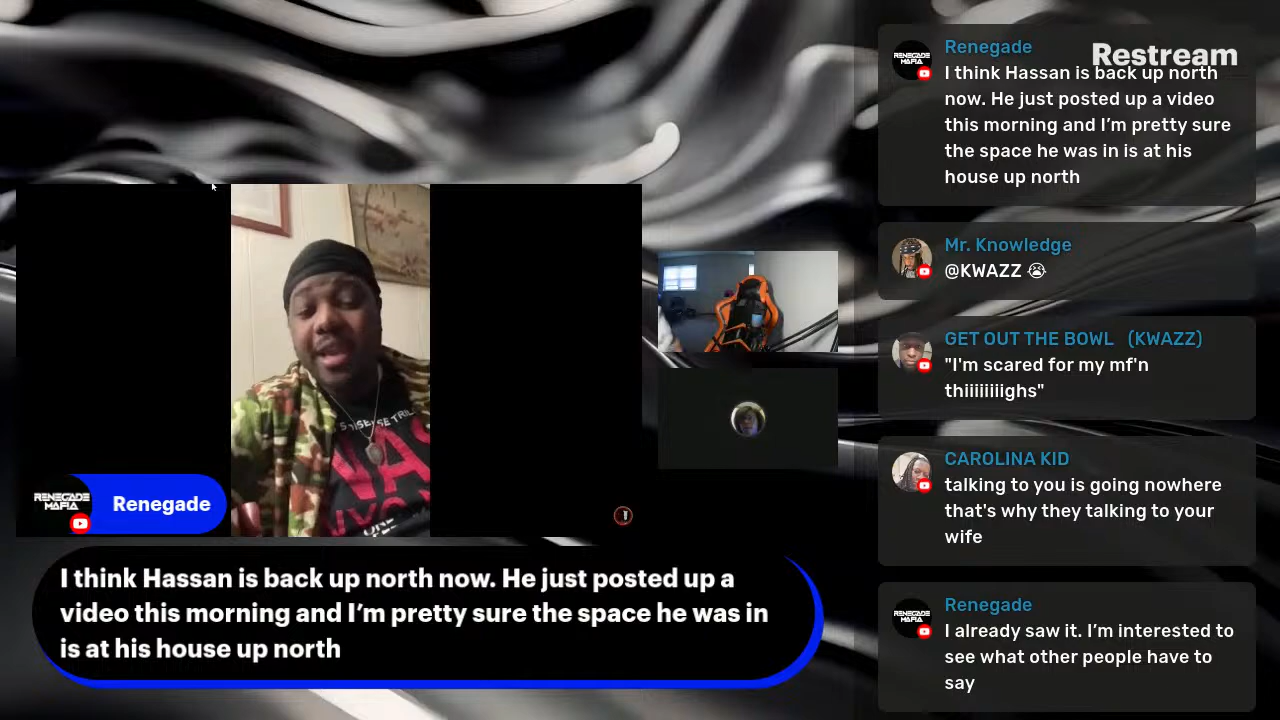 Restream
Renegade
I think Hassan is back up north
now. He just posted up a video
this morning and I’m pretty sure
the space he was in is at his
house up north
Mr. Knowledge
@KWAZZ 😭
GET OUT THE BOWL (KWAZZ)
"I'm scared for my mf'n
thiiiiiiighs"
CAROLINA KID
talking to you is going nowhere
that's why they talking to your
wife
Renegade
I already saw it. I’m interested to
see what other people have to
say
RENEGADE
MAFIA
Renegade
I think Hassan is back up north now. He just posted up a
video this morning and I’m pretty sure the space he was in
is at his house up north